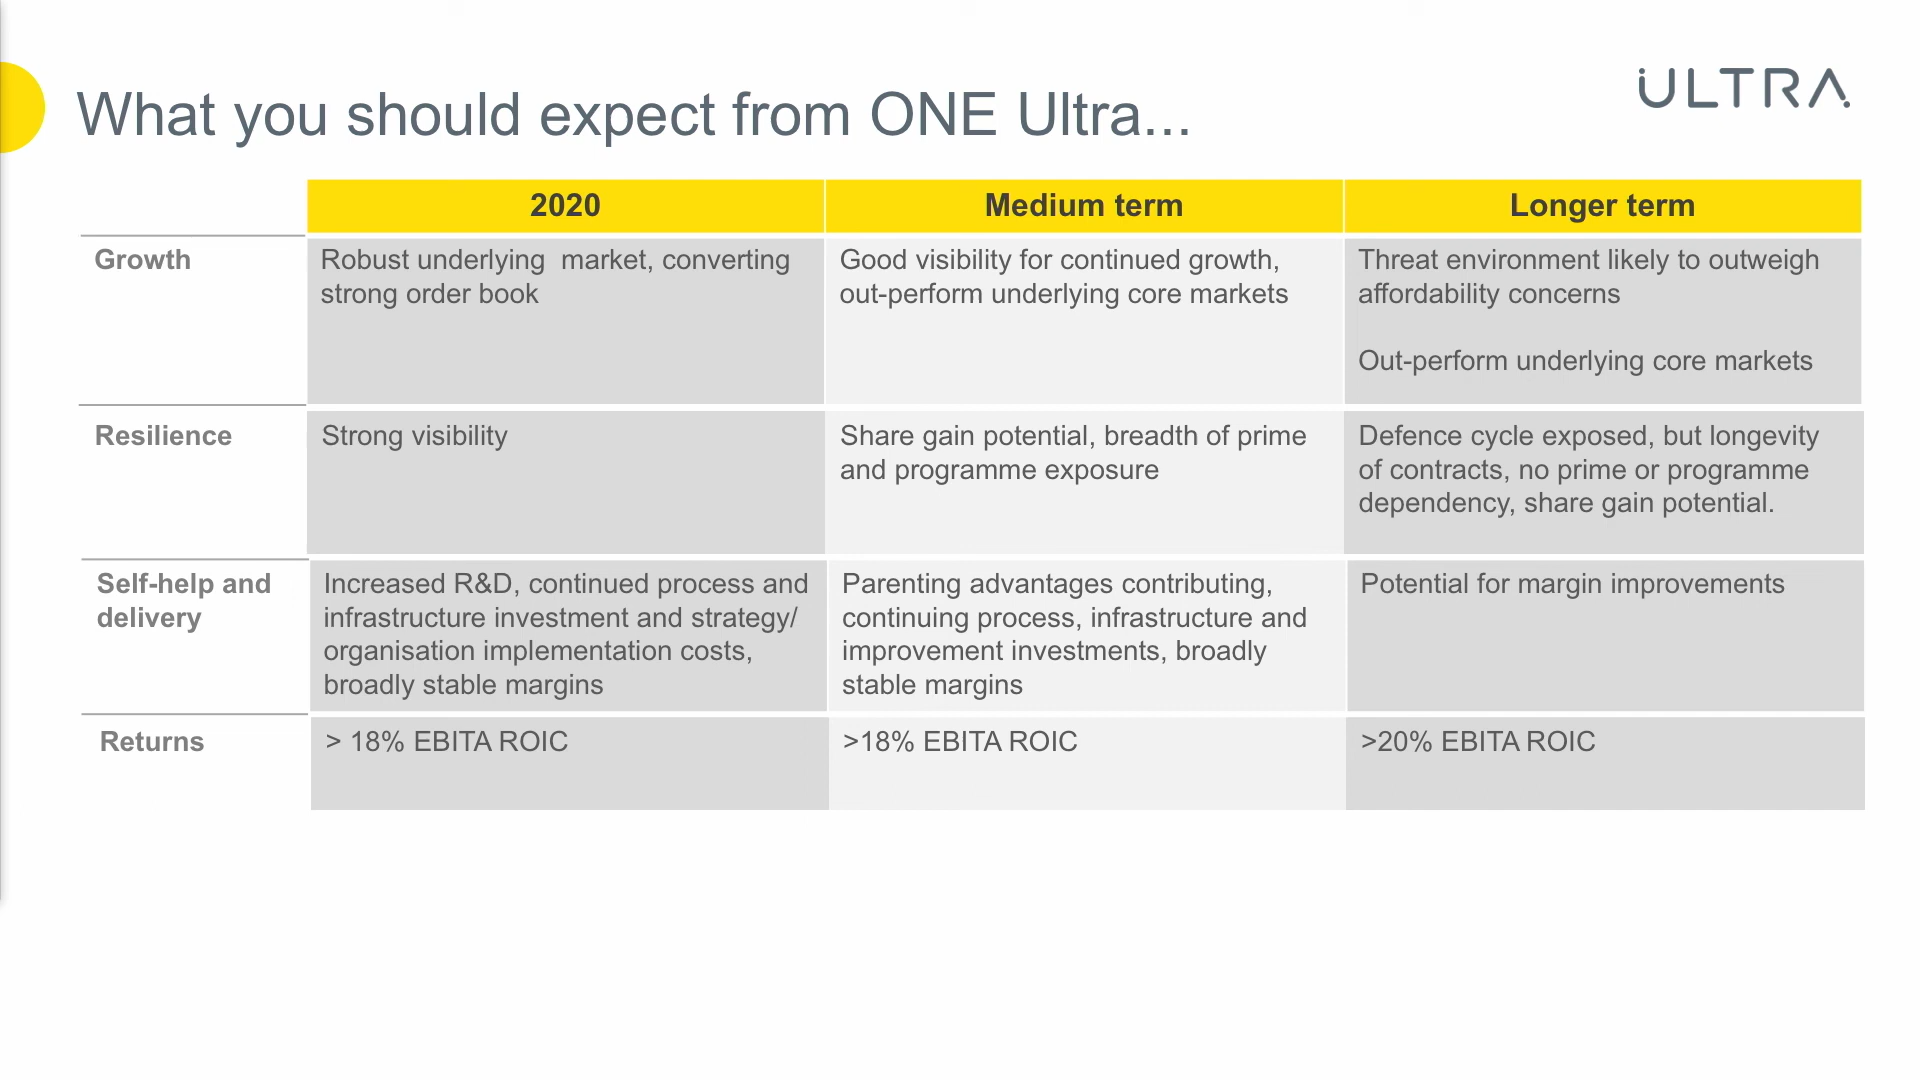 What you should expect from ONE Ultra...
ULTRA
2020
Medium term
Longer term
Growth
Robust underlying  market, converting
strong order book
Good visibility for continued growth,
out-perform underlying core markets
Threat environment likely to outweigh
affordability concerns
Out-perform underlying core markets
Resilience
Strong visibility
Share gain potential, breadth of prime
and programme exposure
Defence cycle exposed, but longevity
of contracts, no prime or programme
dependency, share gain potential.
Self-help and
delivery
Increased R&D, continued process and
infrastructure investment and strategy/
organisation implementation costs,
broadly stable margins
Parenting advantages contributing,
continuing process, infrastructure and
improvement investments, broadly
stable margins
Potential for margin improvements
Returns
> 18% EBITA ROIC
>18% EBITA ROIC
>20% EBITA ROIC